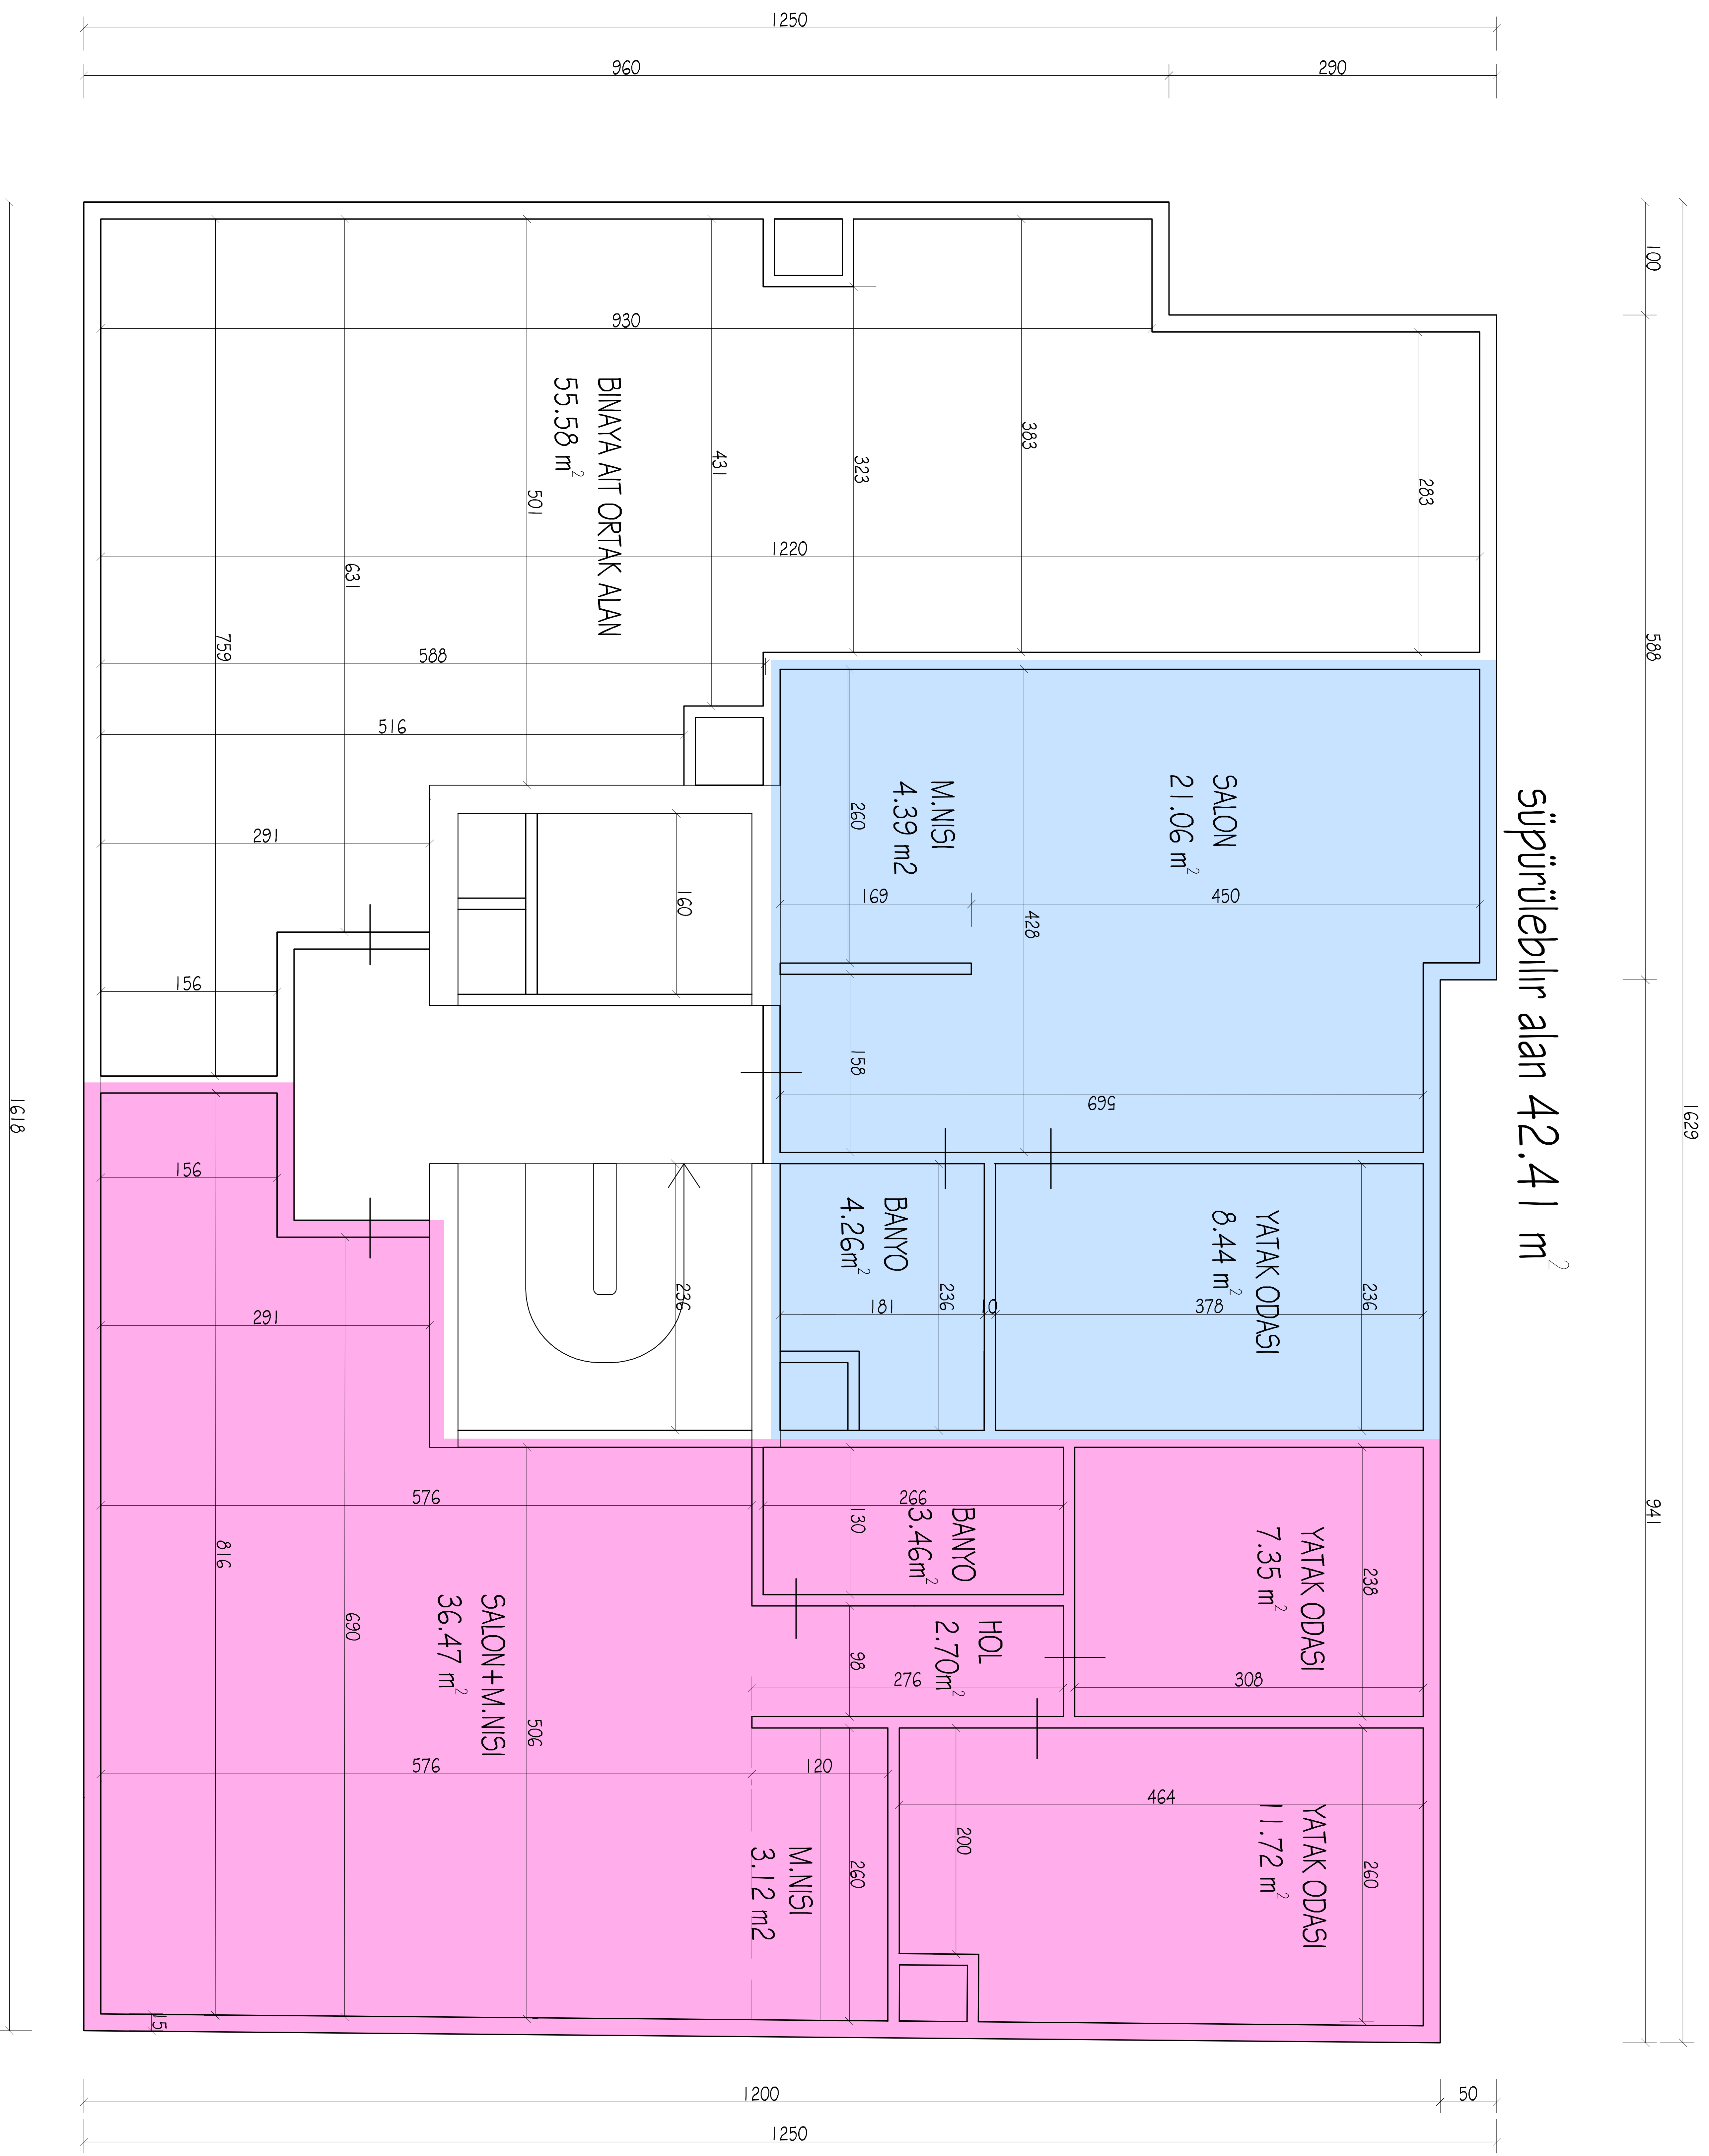 1250
960
290
100
588
941
1629
1618
süpürülebilir alan 42.41 m²
BINAYA AIT ORTAK ALAN
55.58 m²
930
383
323
283
431
501
1220
631
759
588
516
291
156
160
SALON
21.06 m²
M.NISI
4.39 m2
260
169
450
428
158
569
YATAK ODASI
8.44 m²
BANYO
4.26m²
236
181
10
378
236
236
156
291
576
816
690
506
SALON+M.NISI
36.47 m²
BANYO
3.46m²
266
130
YATAK ODASI
7.35 m²
238
308
HOL
2.70m²
98
276
576
120
260
M.NISI
3.12 m2
YATAK ODASI
11.72 m²
464
200
260
15
1200
50
1250